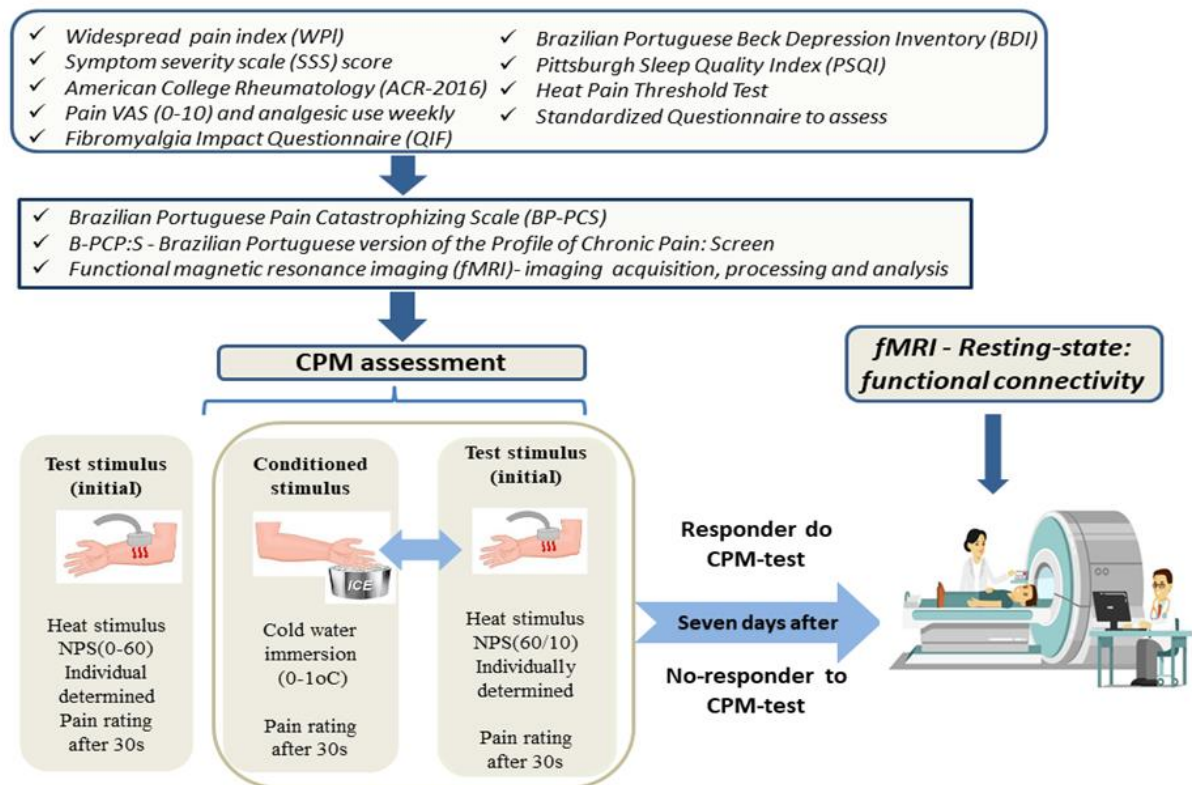 ✓ Widespread pain index (WPI)
✓ Symptom severity scale (SSS) score
✓ American College Rheumatology (ACR-2016)
✓ Pain VAS (0-10) and analgesic use weekly
✓ Fibromyalgia Impact Questionnaire (QIF)
✓ Brazilian Portuguese Beck Depression Inventory (BDI)
✓ Pittsburgh Sleep Quality Index (PSQI)
✓ Heat Pain Threshold Test
✓ Standardized Questionnaire to assess
✓ Brazilian Portuguese Pain Catastrophizing Scale (BP-PCS)
✓ B-PCP:S - Brazilian Portuguese version of the Profile of Chronic Pain: Screen
✓ Functional magnetic resonance imaging (fMRI)- imaging acquisition, processing and analysis
CPM assessment
fMRI - Resting-state:
functional connectivity
Test stimulus
(initial)
Heat stimulus
NPS(0-60)
Individual
determined
Pain rating
after 30s
Conditioned
stimulus
ICE
Cold water
immersion
(0-1oC)
Pain rating
after 30s
Test stimulus
(initial)
Heat stimulus
NPS(60/10)
Individually
determined
Pain rating
after 30s
Responder do
CPM-test
Seven days after
No-responder to
CPM-test